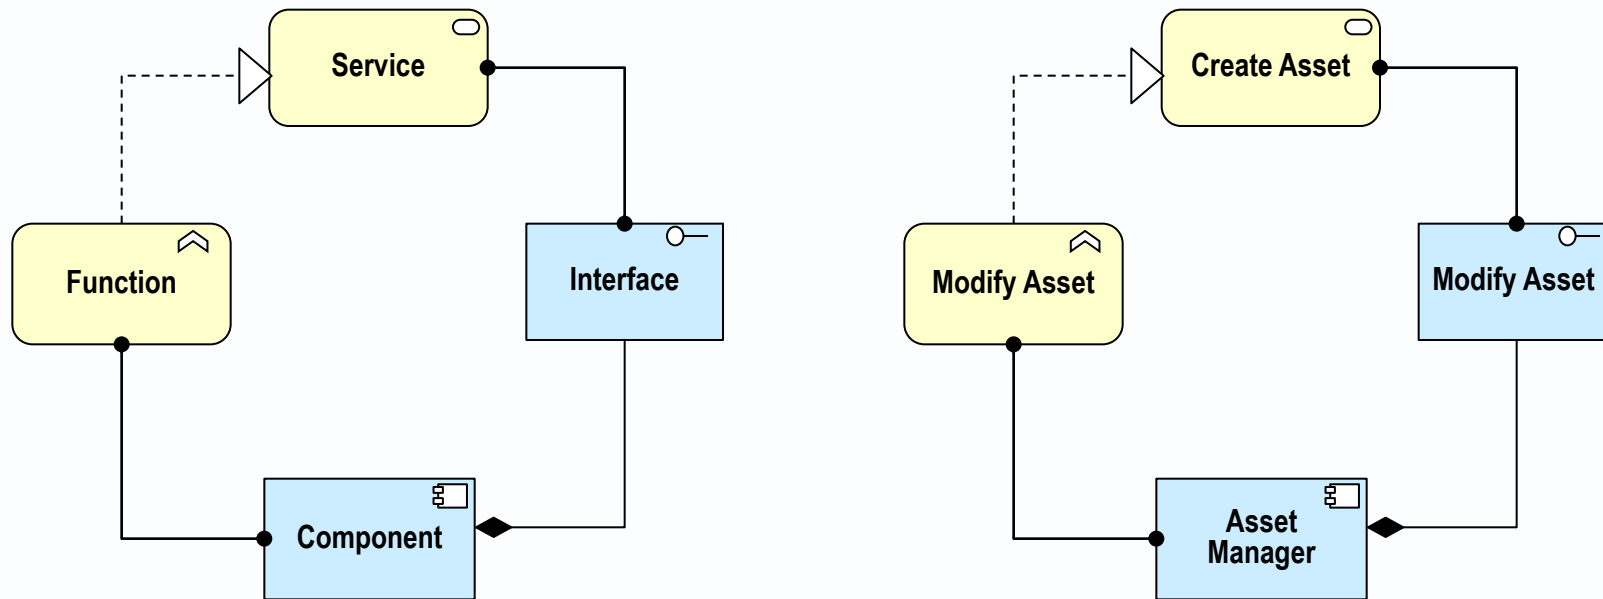 Service
Function
Interface
Component
Create Asset
Modify Asset
Modify Asset
Asset
Manager